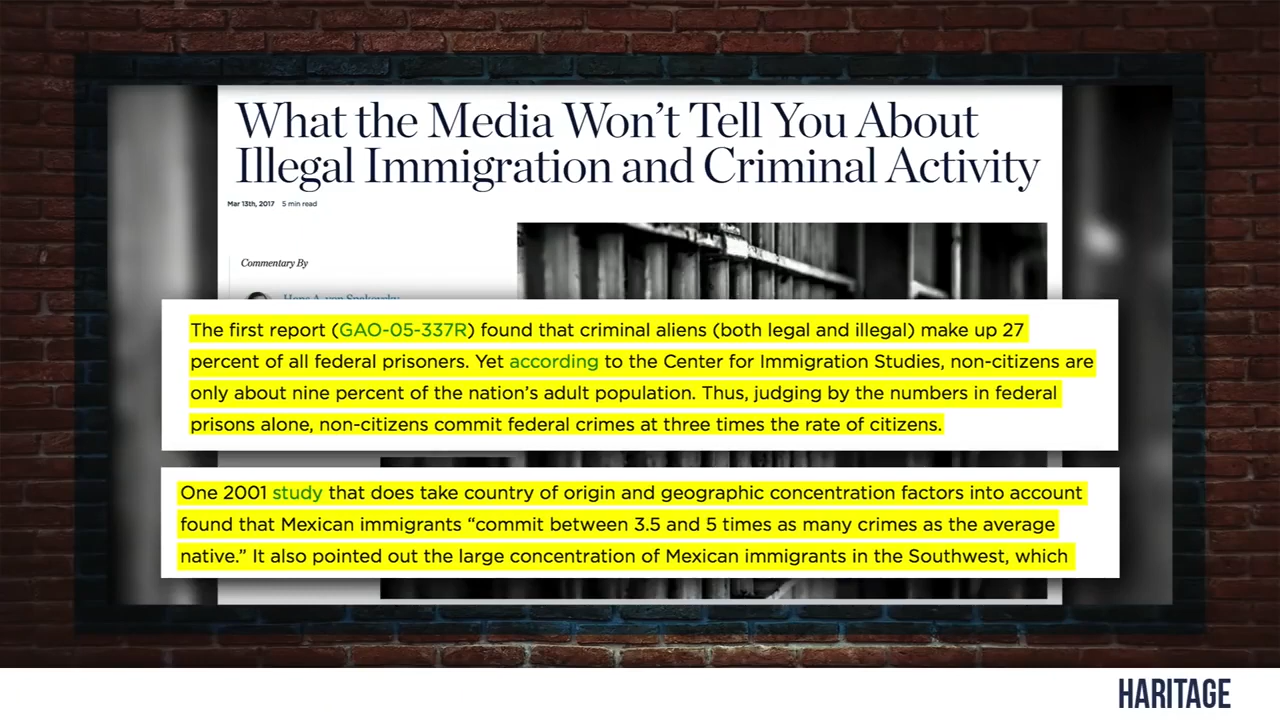 What the Media Won't Tell You About
Illegal Immigration and Criminal Activity
Mar 13th, 2017 5 min read
Commentary By
Hans A. von Spakovsky
The first report (GAO-05-337R) found that criminal aliens (both legal and illegal) make up 27
percent of all federal prisoners. Yet according to the Center for Immigration Studies, non-citizens are
only about nine percent of the nation's adult population. Thus, judging by the numbers in federal
prisons alone, non-citizens commit federal crimes at three times the rate of citizens.
One 2001 study that does take country of origin and geographic concentration factors into account
found that Mexican immigrants “commit between 3.5 and 5 times as many crimes as the average
native.” It also pointed out the large concentration of Mexican immigrants in the Southwest, which
HARITAGE